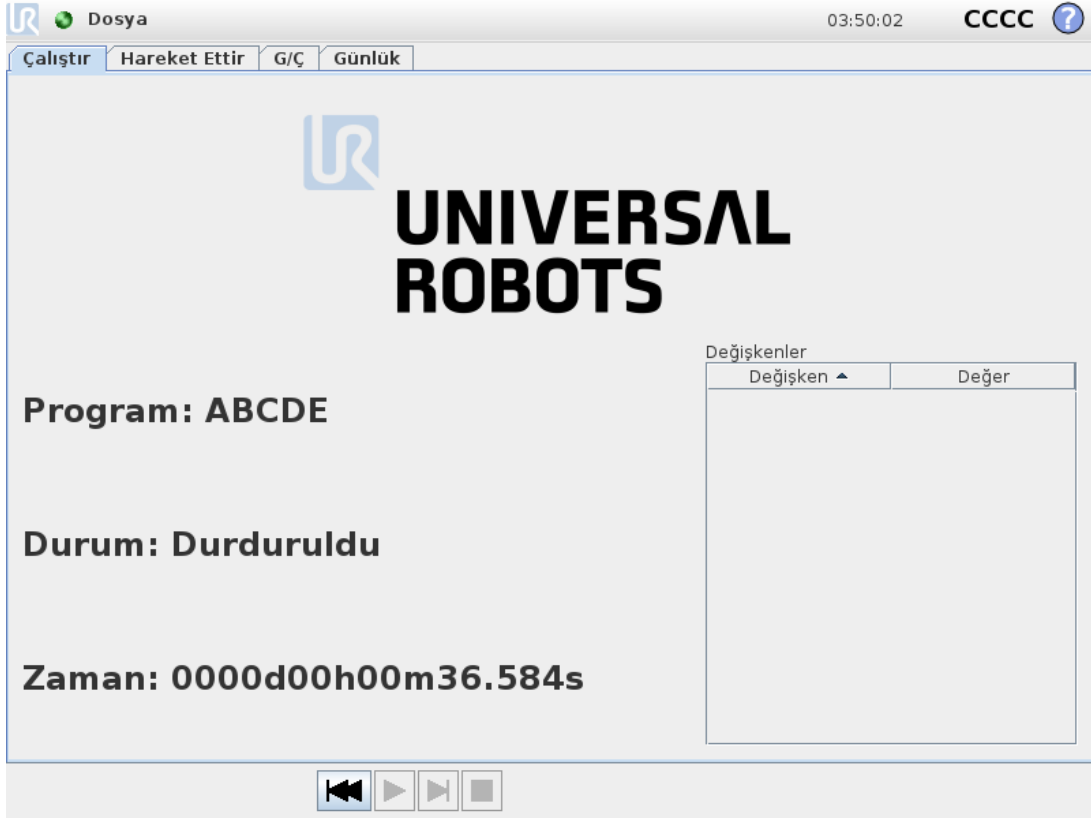 Dosya 03:50:02 CCCC ?
Çalıştır Hareket Ettir G/Ç Günlük
UR
UNIVERSAL
ROBOTS
Değişkenler
Değişken Değer
Program: ABCDE
Durum: Durduruldu
Zaman: 0000d00h00m36.584s